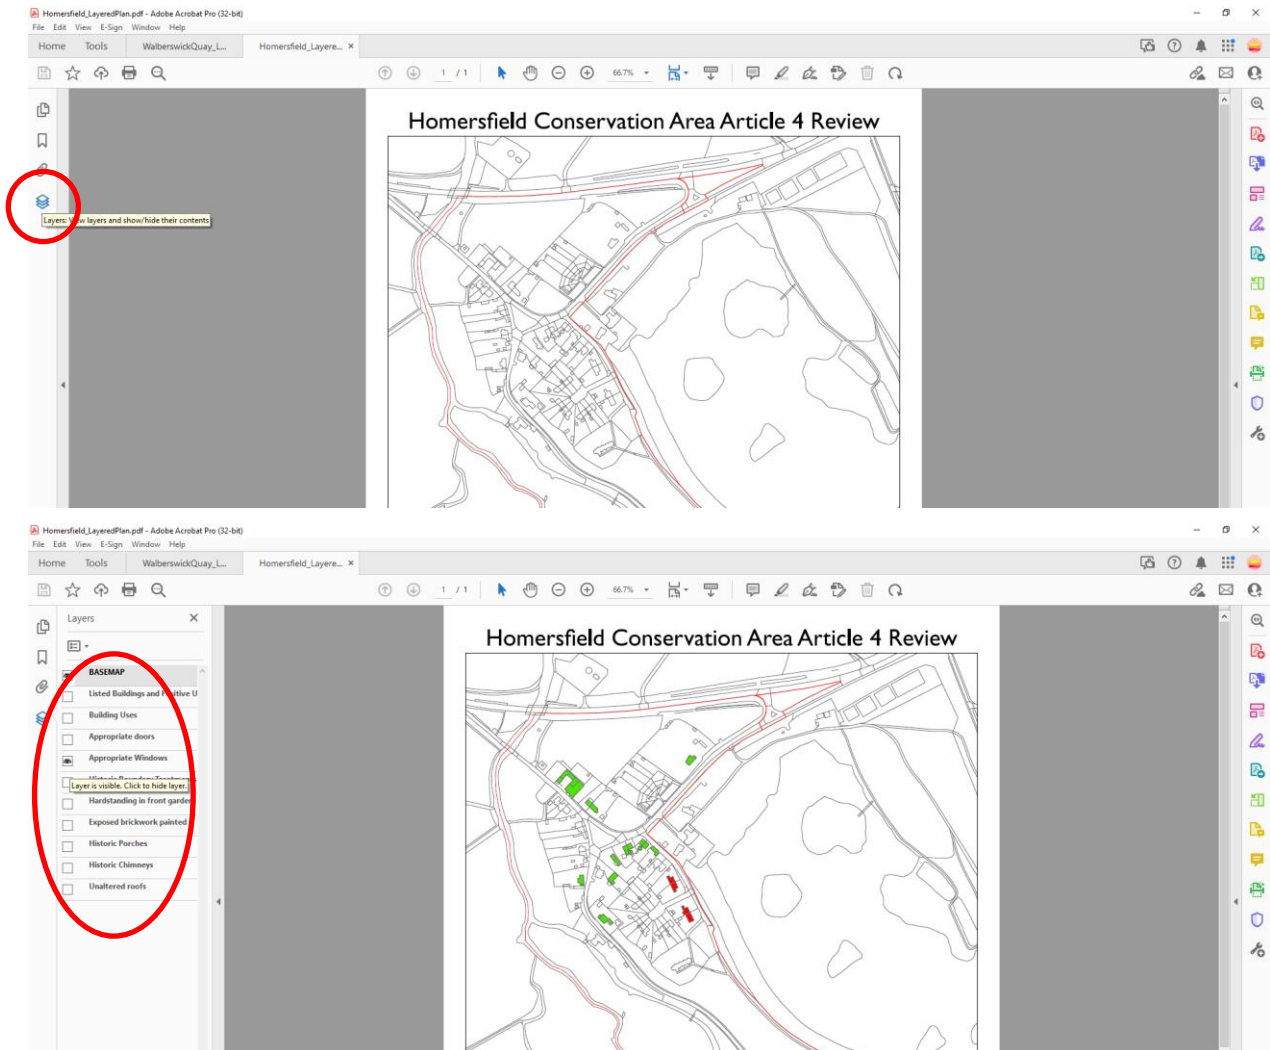 Homersfield_LayeredPlan.pdf - Adobe Acrobat Pro (32-bit)
File Edit View E-Sign Window Help
Home Tools WalberswickQuay_L... Homersfield_Layere... ×
1 / 1 66.7%
Homersfield Conservation Area Article 4 Review
Layers: View layers and show/hide their contents
Homersfield_LayeredPlan.pdf - Adobe Acrobat Pro (32-bit)
File Edit View E-Sign Window Help
Home Tools WalberswickQuay_L... Homersfield_Layere... ×
1 / 1 66.7%
Layers
Homersfield Conservation Area Article 4 Review
BASEMAP
Listed Buildings and Positive U
Building Uses
Appropriate doors
Appropriate Windows
Layer is visible. Click to hide layer.
Hardstanding in front garden
Exposed brickwork painted
Historic Porches
Historic Chimneys
Unaltered roofs